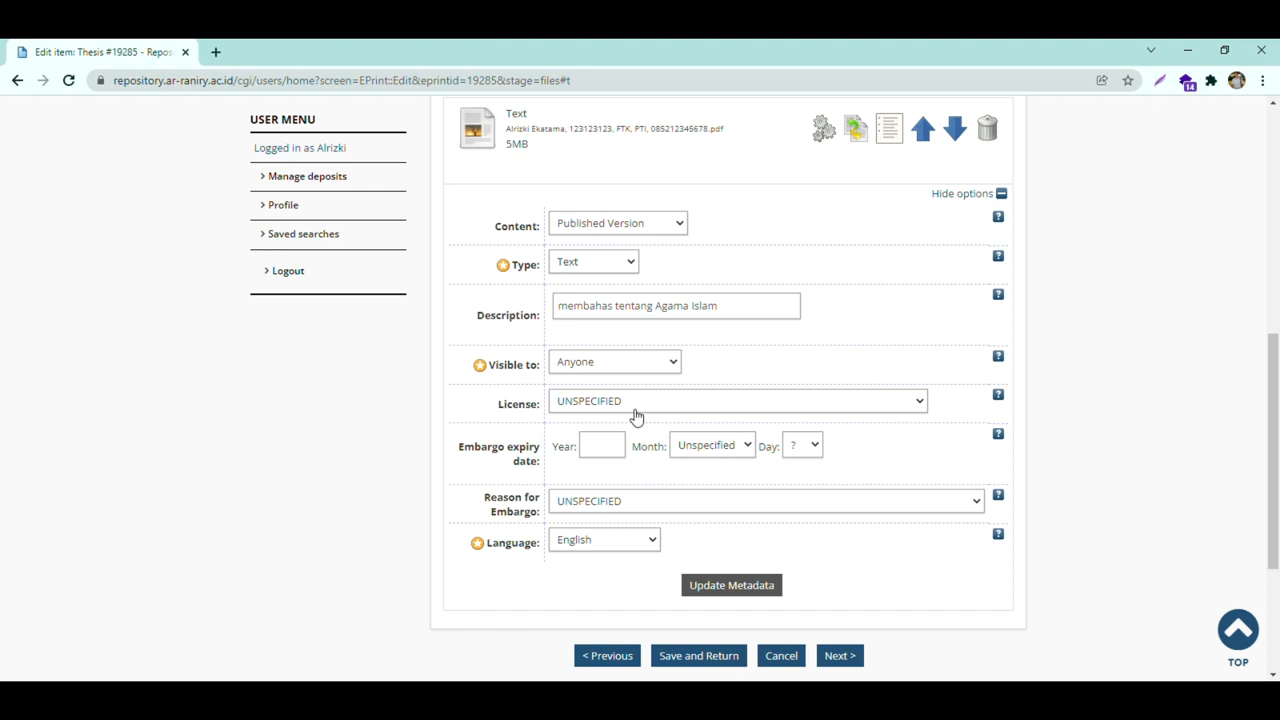 Edit item: Thesis #19285 - Repos
repository.ar-raniry.ac.id/cgi/users/home?screen=EPrint::Edit&eprintid=19285&stage=files#t
14
USER MENU
Logged in as Alrizki
> Manage deposits
> Profile
> Saved searches
> Logout
Text
Alrizki Ekatama, 123123123, FTK, PTI, 085212345678.pdf
5MB
Hide options
Content: Published Version ?
Type: Text ?
Description: membahas tentang Agama Islam ?
Visible to: Anyone ?
License: UNSPECIFIED ?
Embargo expiry date: Year: Month: Unspecified Day: ? ?
Reason for Embargo: UNSPECIFIED ?
Language: English ?
Update Metadata
< Previous Save and Return Cancel Next >
TOP